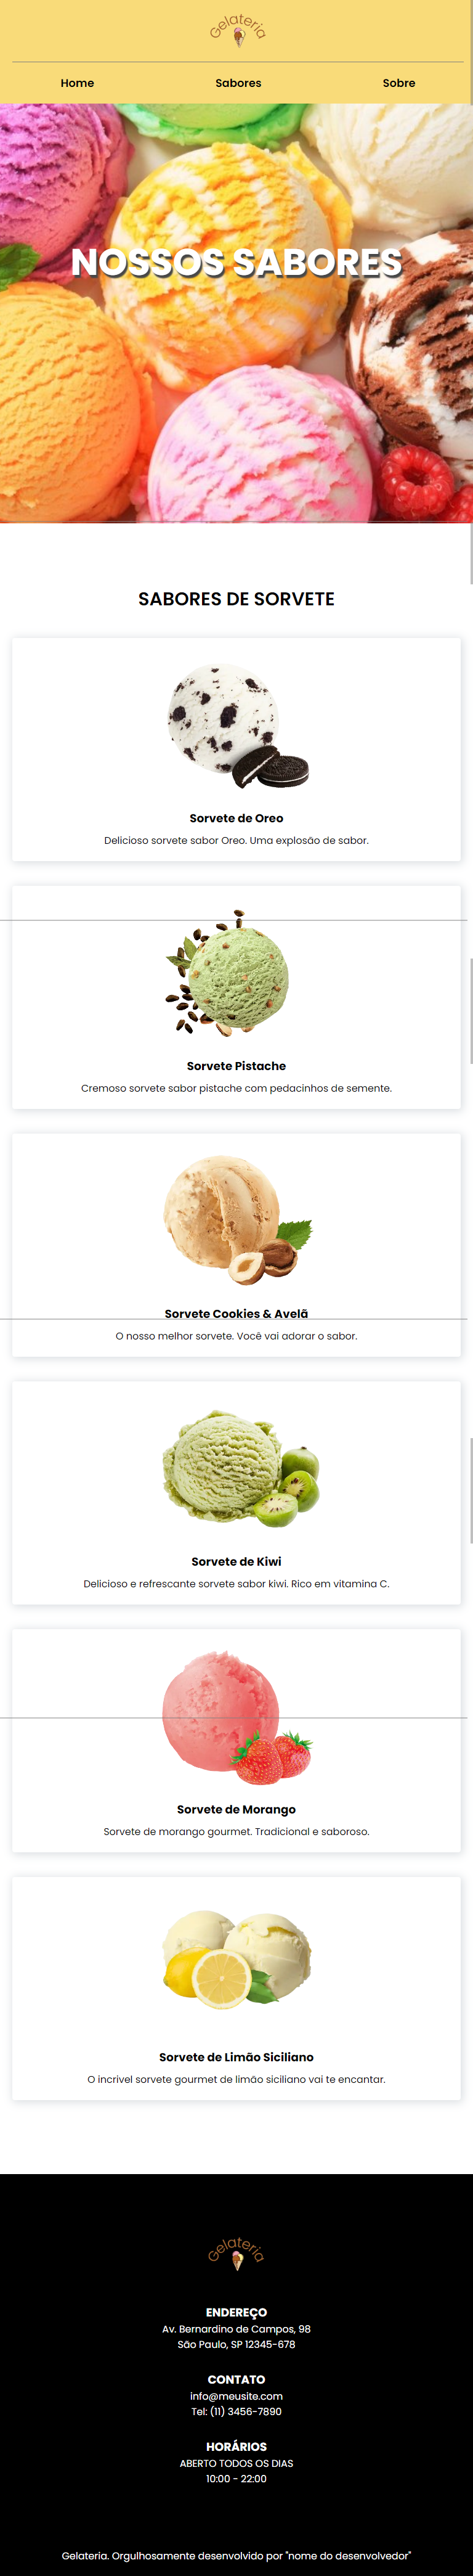 Gelateria
Home Sabores Sobre
NOSSOS SABORES
SABORES DE SORVETE
Sorvete de Oreo
Delicioso sorvete sabor Oreo. Uma explosão de sabor.
Sorvete Pistache
Cremoso sorvete sabor pistache com pedacinhos de semente.
Sorvete Cookies & Avelã
O nosso melhor sorvete. Você vai adorar o sabor.
Sorvete de Kiwi
Delicioso e refrescante sorvete sabor kiwi. Rico em vitamina C.
Sorvete de Morango
Sorvete de morango gourmet. Tradicional e saboroso.
Sorvete de Limão Siciliano
O incrivel sorvete gourmet de limão siciliano vai te encantar.
Gelateria
ENDEREÇO
Av. Bernardino de Campos, 98
São Paulo, SP 12345-678
CONTATO
info@meusite.com
Tel: (11) 3456-7890
HORÁRIOS
ABERTO TODOS OS DIAS
10:00 - 22:00
Gelateria. Orgulhosamente desenvolvido por "nome do desenvolvedor"